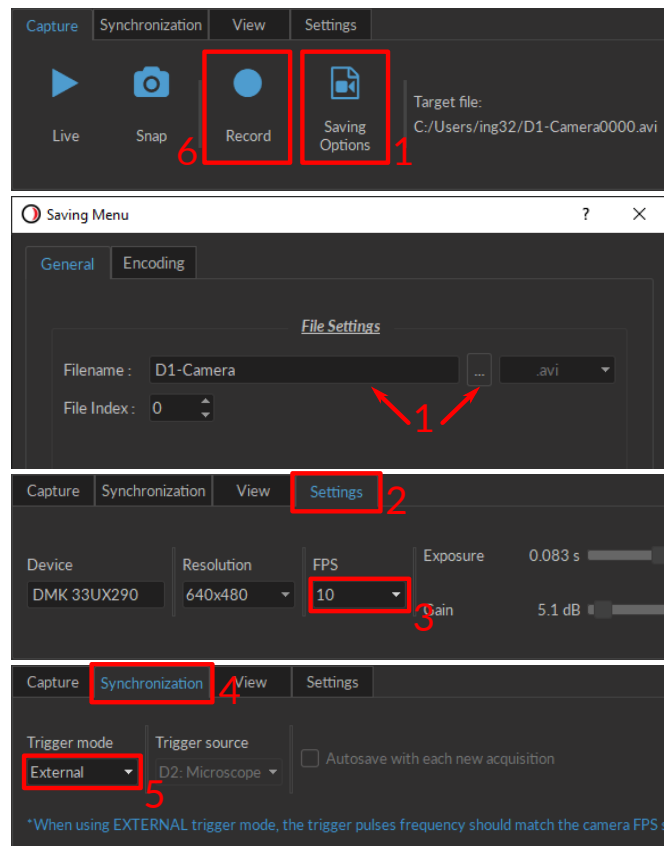 Capture Synchronization View Settings
Live Snap Record Saving Options
Target file:
C:/Users/ing32/D1-Camera0000.avi
6 1
Saving Menu ? ×
General Encoding
File Settings
Filename : D1-Camera ... .avi
File Index : 0
1
Capture Synchronization View Settings 2
Device Resolution FPS Exposure 0.083 s
DMK 33UX290 640x480 10
3 Gain 5.1 dB
Capture Synchronization 4 View Settings
Trigger mode Trigger source
External D2: Microscope Autosave with each new acquisition
5
*When using EXTERNAL trigger mode, the trigger pulses frequency should match the camera FPS s